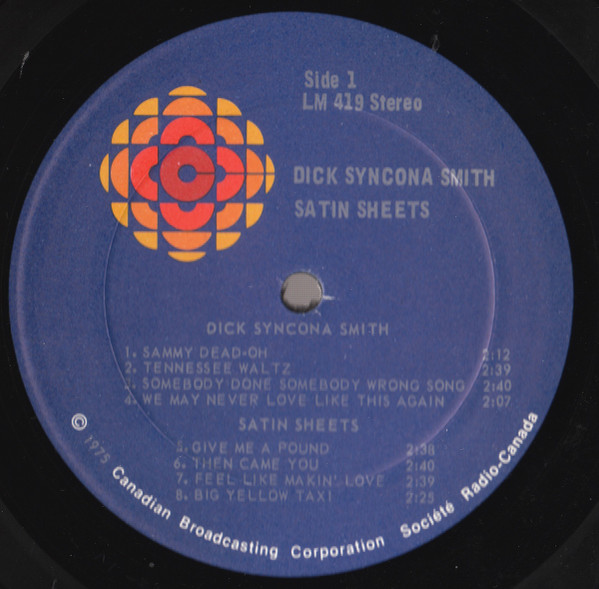 Side 1
LM 419 Stereo
DICK SYNCONA SMITH
SATIN SHEETS
DICK SYNCONA SMITH
1. SAMMY DEAD-OH 2:12
2. TENNESSEE WALTZ 2:39
3. SOMEBODY DONE SOMEBODY WRONG SONG 2:40
4. WE MAY NEVER LOVE LIKE THIS AGAIN 2:07
SATIN SHEETS
5. GIVE ME A POUND 2:38
6. THEN CAME YOU 2:40
7. FEEL LIKE MAKIN' LOVE 2:39
8. BIG YELLOW TAXI 2:25
© 1975 Canadian Broadcasting Corporation Société Radio-Canada